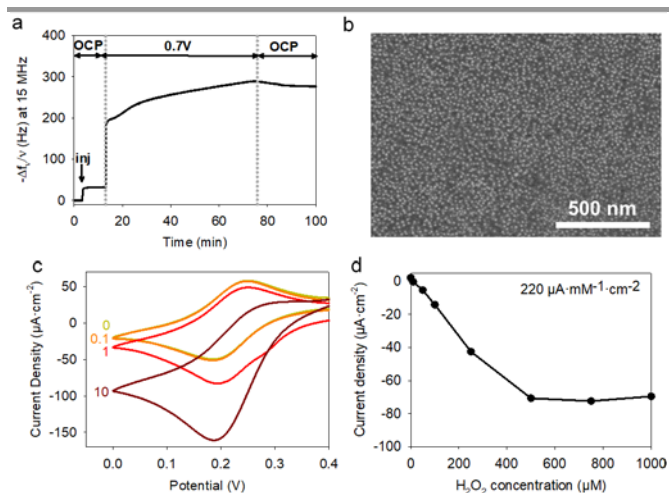 a
OCP
0.7V
OCP
400
300
200
100
0
inj
-Δfᵥ/ν (Hz) at 15 MHz
0 20 40 60 80 100
Time (min)
b
500 nm
c
100
50
0
-50
-100
-150
0
0.1
1
10
Current Density (µA·cm⁻²)
0.0 0.1 0.2 0.3 0.4
Potential (V)
d
220 µA·mM⁻¹·cm⁻²
0
-20
-40
-60
-80
-100
Current density (µA·cm⁻²)
0 200 400 600 800 1000
H₂O₂ concentration (µM)